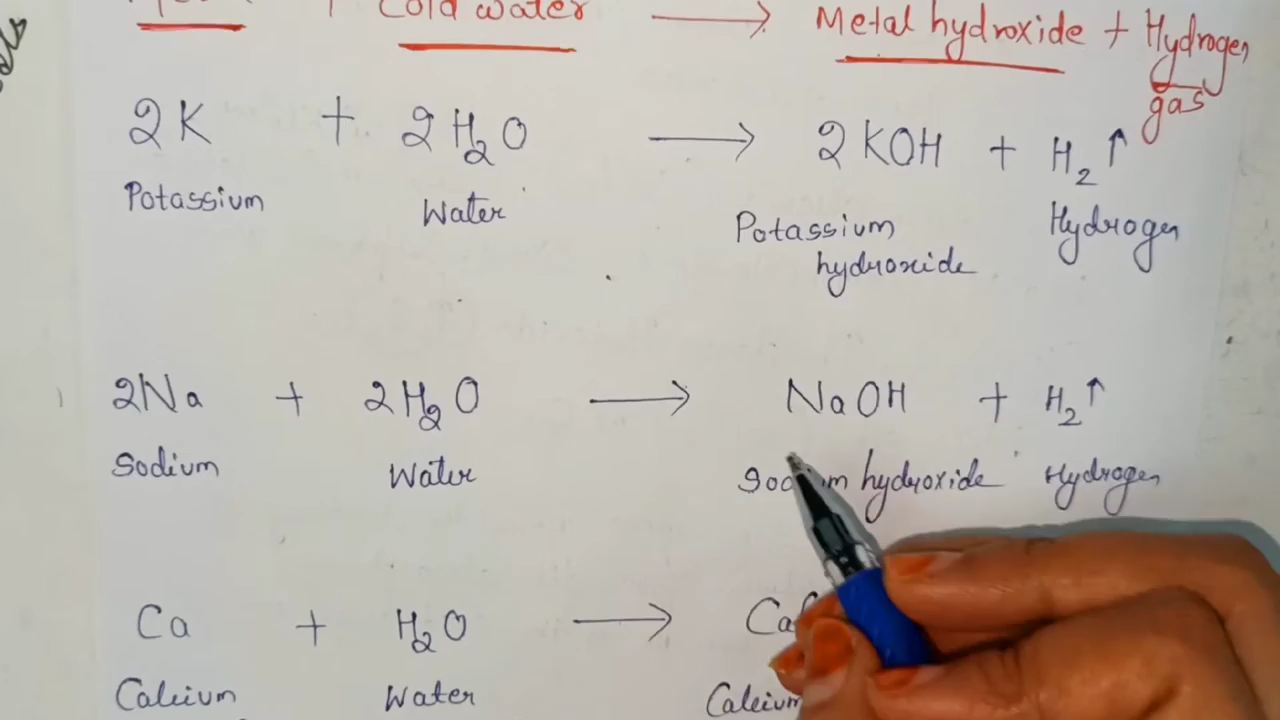 + Cold water → Metal hydroxide + Hydrogen
gas
2K + 2H₂O → 2KOH + H₂↑
Potassium Water Potassium hydroxide Hydrogen
2Na + 2H₂O → NaOH + H₂↑
Sodium Water Sodium hydroxide Hydrogen
Ca + H₂O → Ca
Calcium Water Calcium